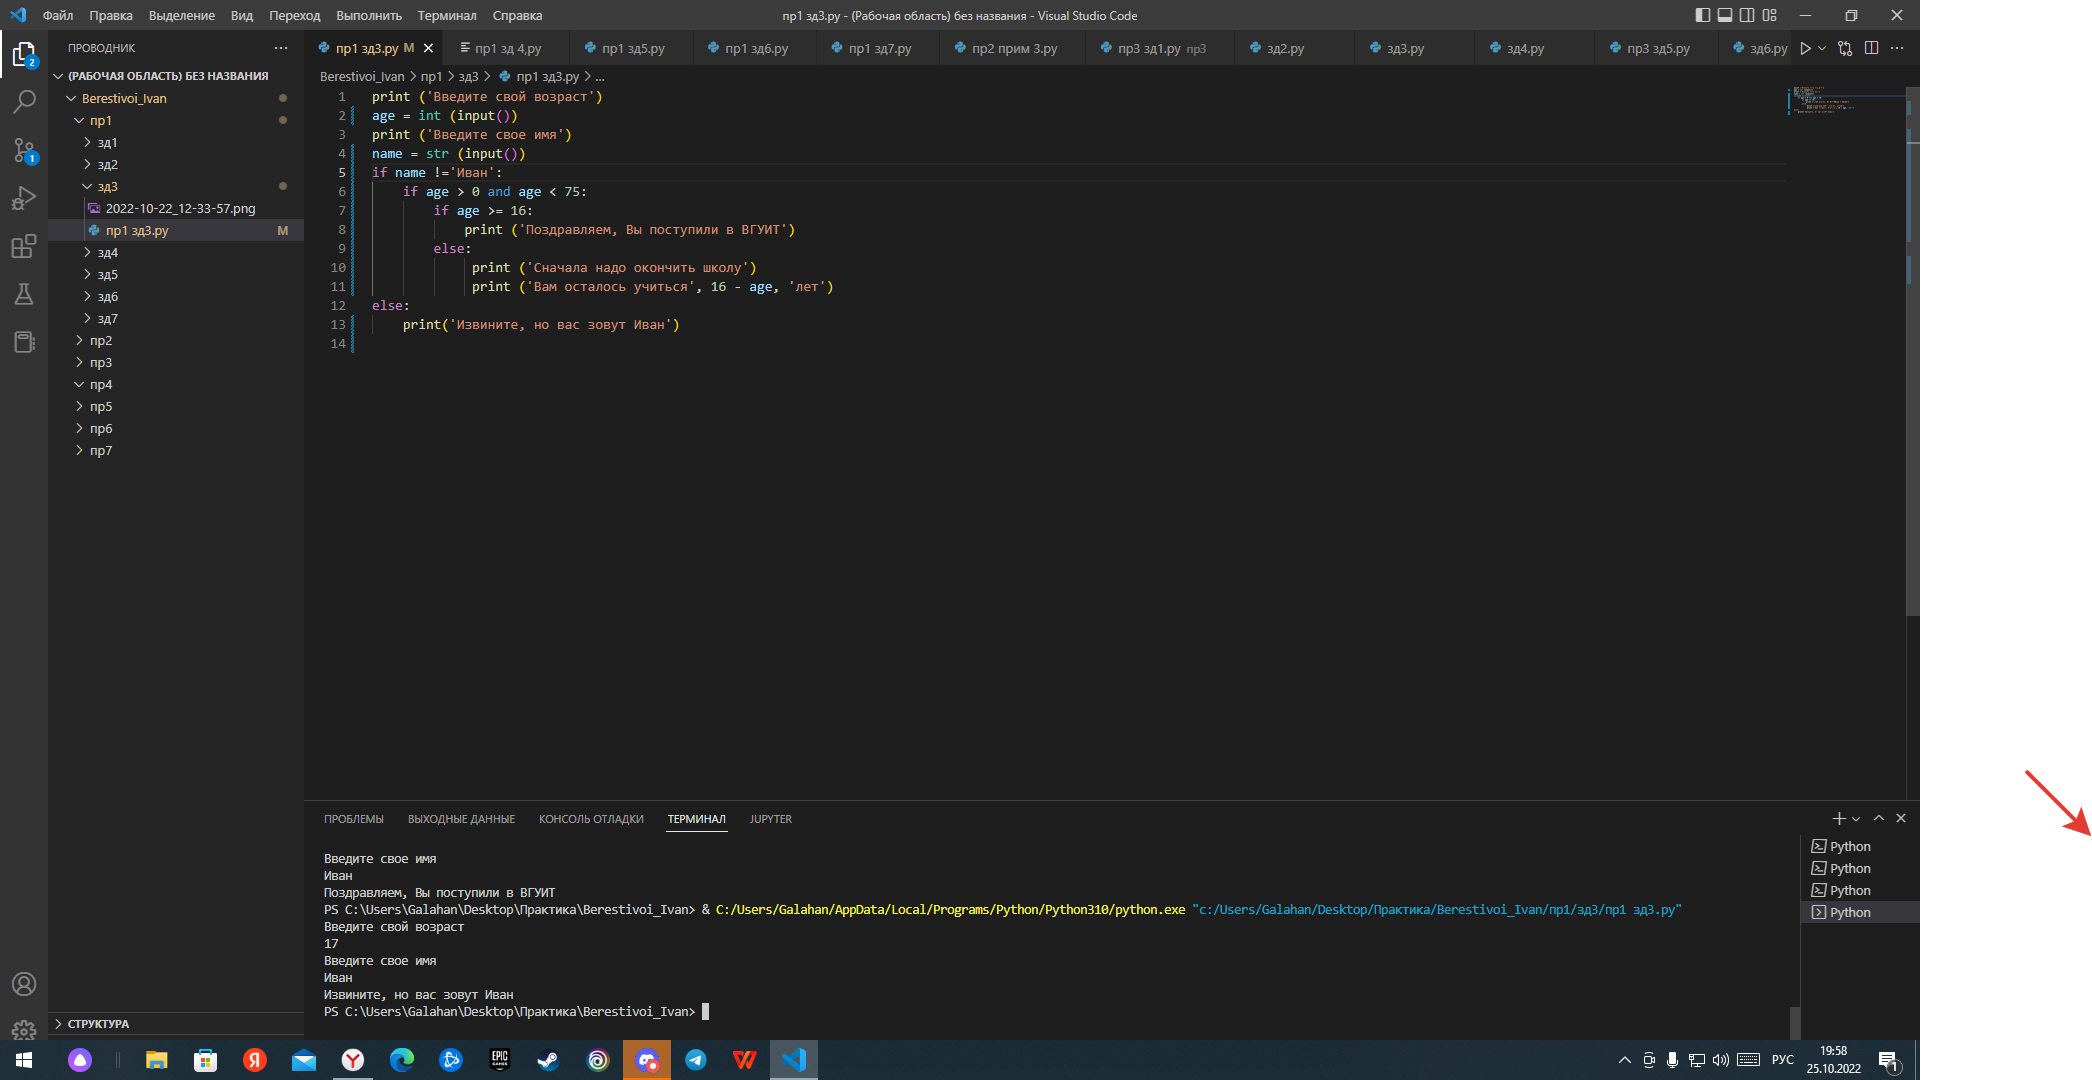 Файл Правка Выделение Вид Переход Выполнить Терминал Справка
пр1 зд3.py - (Рабочая область) без названия - Visual Studio Code
ПРОВОДНИК
(РАБОЧАЯ ОБЛАСТЬ) БЕЗ НАЗВАНИЯ
Berestivoi_Ivan
пр1
зд1
зд2
зд3
2022-10-22_12-33-57.png
пр1 зд3.py M
зд4
зд5
зд6
зд7
пр2
пр3
пр4
пр5
пр6
пр7
СТРУКТУРА
2
1
пр1 зд3.py M
пр1 зд 4,py
пр1 зд5.py
пр1 зд6.py
пр1 зд7.py
пр2 прим 3.py
пр3 зд1.py пр3
зд2.py
зд3.py
зд4.py
пр3 зд5.py
зд6.py
Berestivoi_Ivan > пр1 > зд3 > пр1 зд3.py > ...
1 print ('Введите свой возраст')
2 age = int (input())
3 print ('Введите свое имя')
4 name = str (input())
5 if name !='Иван':
6 if age > 0 and age < 75:
7 if age >= 16:
8 print ('Поздравляем, Вы поступили в ВГУИТ')
9 else:
10 print ('Сначала надо окончить школу')
11 print ('Вам осталось учиться', 16 - age, 'лет')
12 else:
13 print('Извините, но вас зовут Иван')
14
ПРОБЛЕМЫ ВЫХОДНЫЕ ДАННЫЕ КОНСОЛЬ ОТЛАДКИ ТЕРМИНАЛ JUPYTER
Введите свое имя
Иван
Поздравляем, Вы поступили в ВГУИТ
PS C:\Users\Galahan\Desktop\Практика\Berestivoi_Ivan> & C:/Users/Galahan/AppData/Local/Programs/Python/Python310/python.exe "c:/Users/Galahan/Desktop/Практика/Berestivoi_Ivan/пр1/зд3/пр1 зд3.py"
Введите свой возраст
17
Введите свое имя
Иван
Извините, но вас зовут Иван
PS C:\Users\Galahan\Desktop\Практика\Berestivoi_Ivan>
Python
Python
Python
Python
Я
Y
EPIC GAMES
РУС
19:58
25.10.2022
1